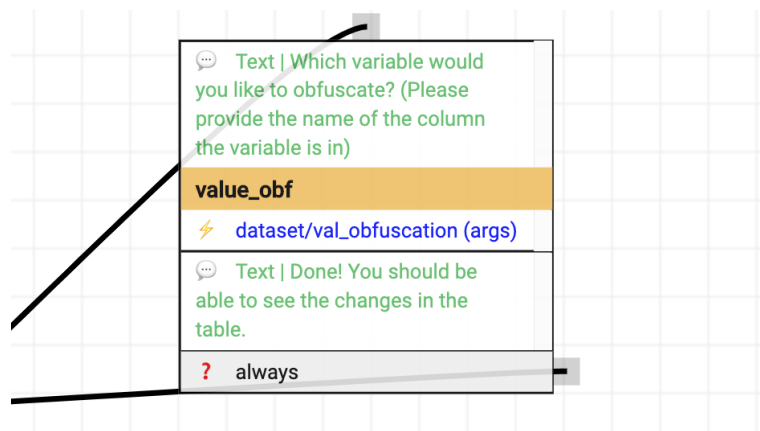 Text | Which variable would
you like to obfuscate? (Please
provide the name of the column
the variable is in)
value_obf
dataset/val_obfuscation (args)
Text | Done! You should be
able to see the changes in the
table.
? always